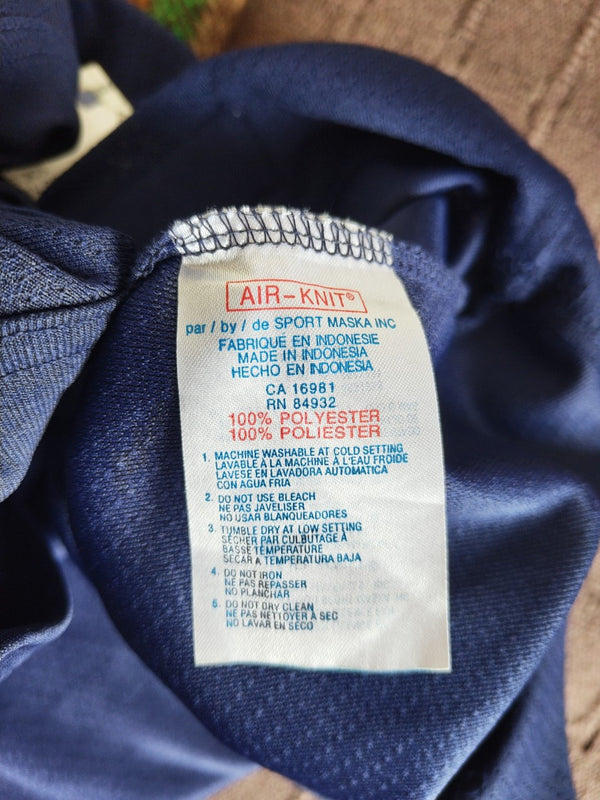 AIR-KNIT®
par / by / de SPORT MASKA INC
FABRIQUÉ EN INDONESIE
MADE IN INDONESIA
HECHO EN INDONESIA
CA 16981
RN 84932
100% POLYESTER
100% POLIESTER
1. MACHINE WASHABLE AT COLD SETTING
LAVABLE À LA MACHINE À L'EAU FROIDE
LAVESE EN LAVADORA AUTOMATICA
CON AGUA FRIA
2. DO NOT USE BLEACH
NE PAS JAVELISER
NO USAR BLANQUEADORES
3. TUMBLE DRY AT LOW SETTING
SÉCHER PAR CULBUTAGE À
BASSE TEMPÉRATURE
SECAR A TEMPERATURA BAJA
4. DO NOT IRON
NE PAS REPASSER
NO PLANCHAR
5. DO NOT DRY CLEAN
NE PAS NETTOYER À SEC
NO LAVAR EN SECO